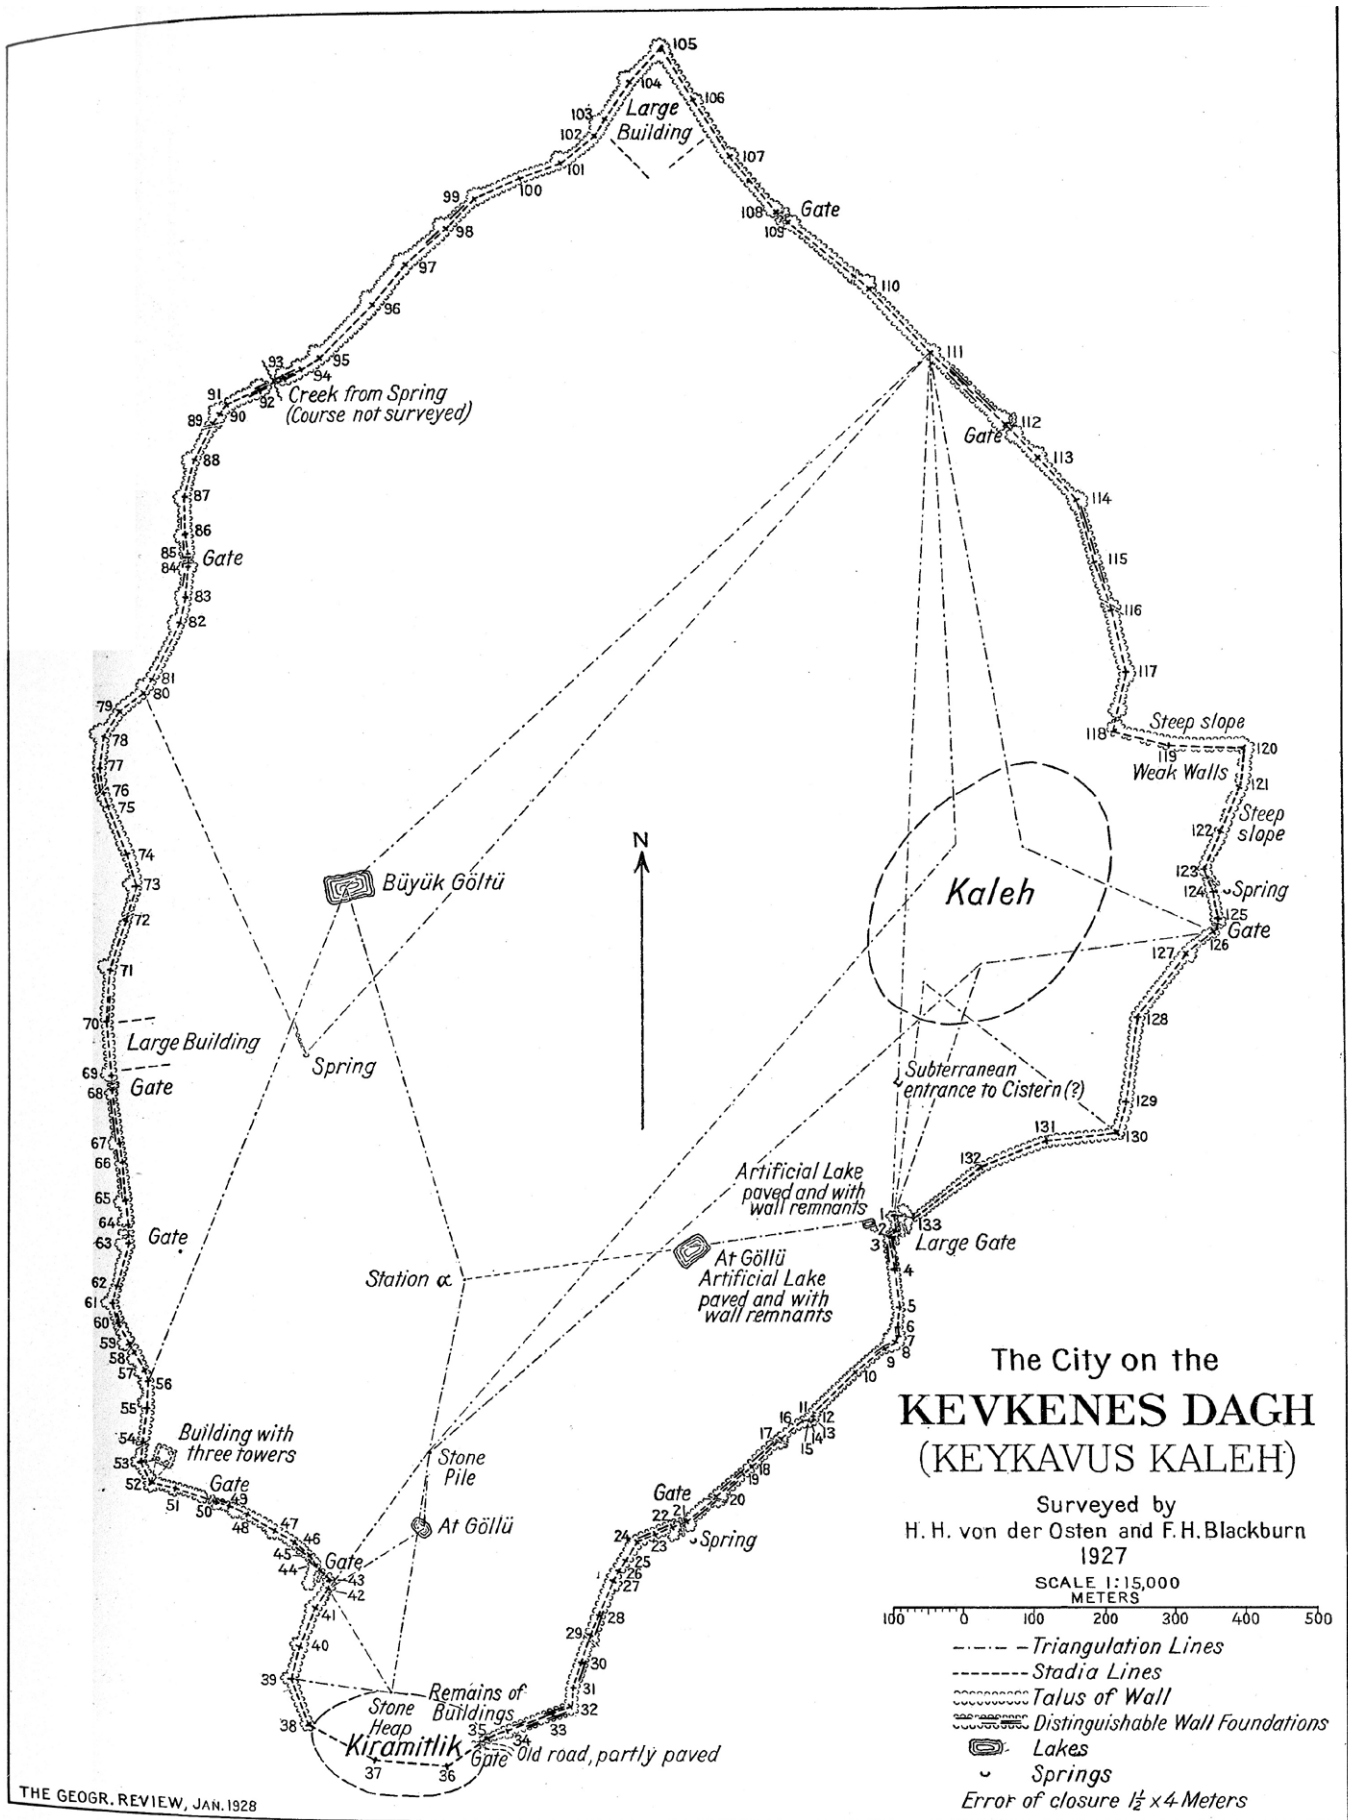 105
104
106
103
Large
Building
102
107
101
100
99
108
Gate
109
98
97
110
96
111
93
95
94
Creek from Spring
(Course not surveyed)
92
91
90
89
112
Gate
113
88
114
87
86
85
Gate
84
115
83
116
82
81
117
80
79
78
118
Steep slope
119
120
Weak Walls
77
76
75
121
Steep
slope
122
74
73
N
Büyük Göltü
Kaleh
123
124
Spring
72
125
Gate
126
127
71
70
128
Large Building
Spring
69
Gate
68
Subterranean
entrance to Cistern (?)
129
67
66
131
130
132
Artificial Lake
paved and with
wall remnants
65
64
63
Gate
1
2
3
133
Large Gate
At Göllü
Artificial Lake
paved and with
wall remnants
Station α
4
62
61
60
5
6
7
8
9
59
58
57
56
10
55
11
12
13
14
15
16
17
54
53
52
Building with
three towers
Stone
Pile
18
19
20
51
Gate
50
49
48
Gate
21
22
23
Spring
At Göllü
47
46
45
44
Gate
43
42
24
25
26
27
41
28
29
40
30
39
31
32
38
Stone
Heap
Remains of
Buildings
33
34
35
Kiramitlik
Gate
Old road, partly paved
37
36
The City on the
KEVKENES DAGH
(KEYKAVUS KALEH)
Surveyed by
H. H. von der Osten and F. H. Blackburn
1927
SCALE 1:15,000
METERS
100 0 100 200 300 400 500
Triangulation Lines
Stadia Lines
Talus of Wall
Distinguishable Wall Foundations
Lakes
Springs
Error of closure 1½ x 4 Meters
THE GEOGR. REVIEW, JAN. 1928